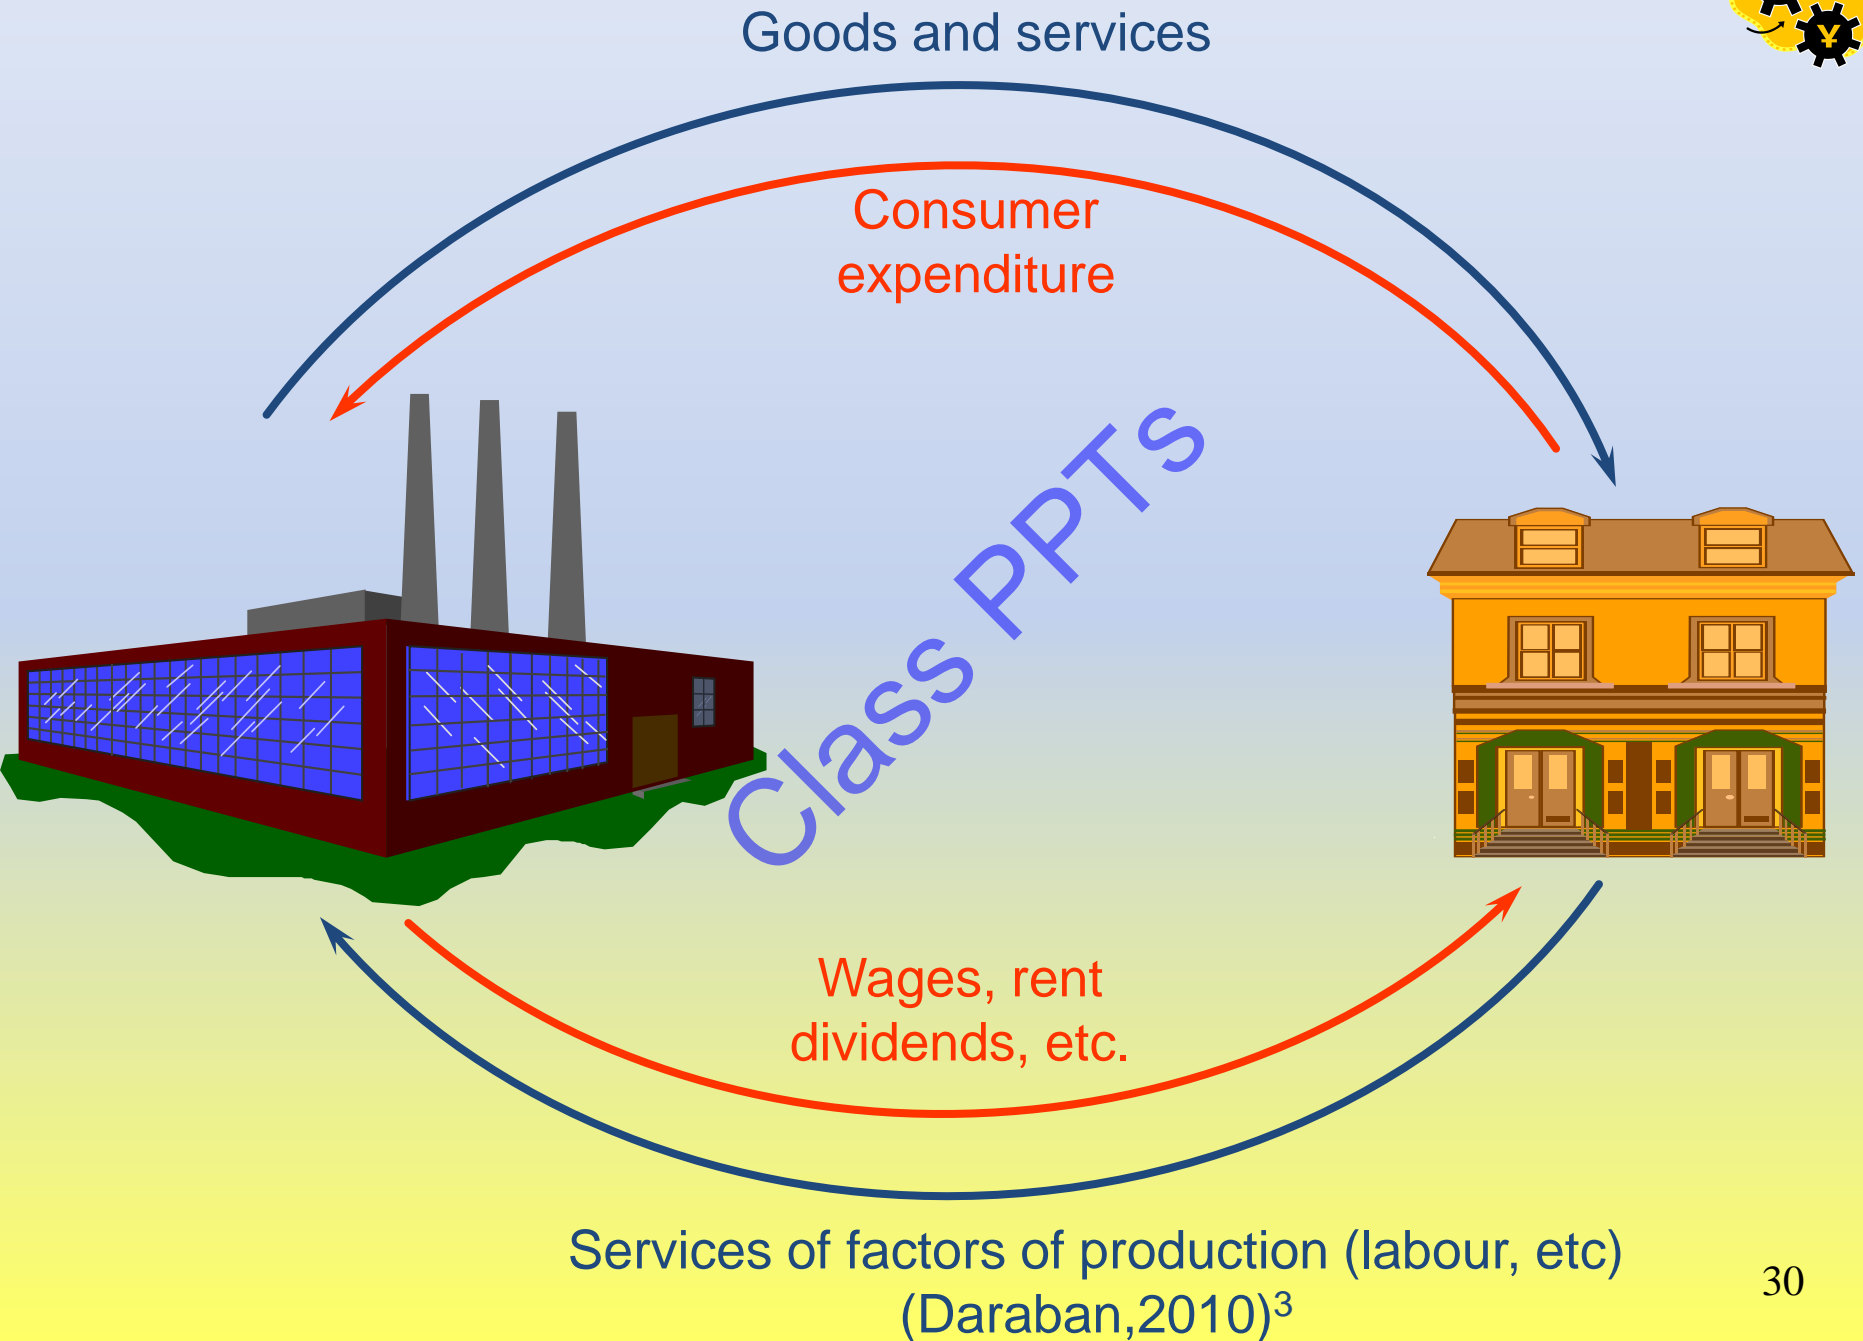 Goods and services
¥
Consumer
expenditure
Class PPTs
Wages, rent
dividends, etc.
Services of factors of production (labour, etc)
(Daraban,2010)³
30